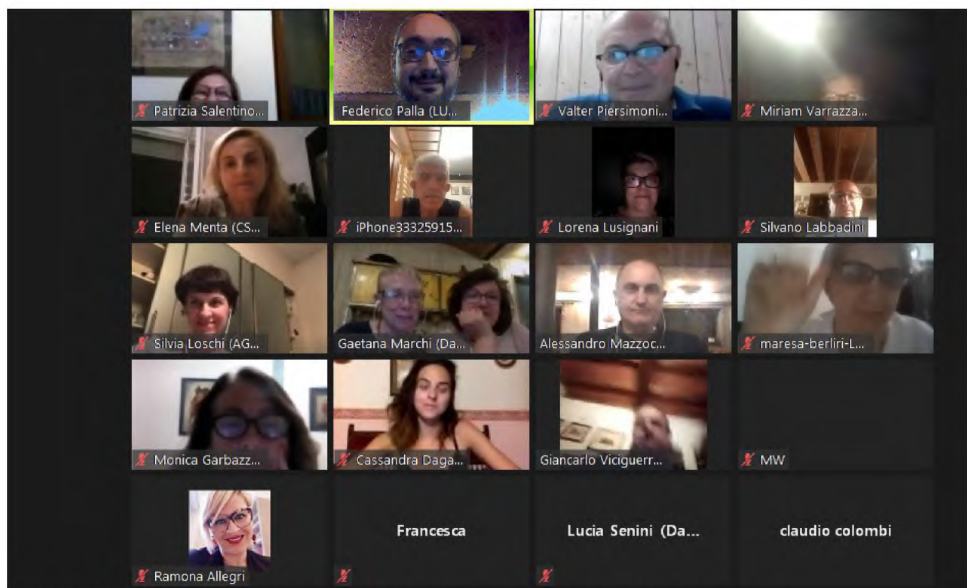 Patrizia Salentino...
Federico Palla (LU...
Valter Piersimoni...
Miriam Varrazza...
Elena Menta (CS...
iPhone33325915...
Lorena Lusignani
Silvano Labbadini
Silvia Loschi (AG...
Gaetana Marchi (Da...
Alessandro Mazzoc...
maresa-berliri-L...
Monica Garbazz...
Cassandra Daga...
Giancarlo Viciguerr...
MW
Ramona Allegri
Francesca
Lucia Senini (Da...
claudio colombi